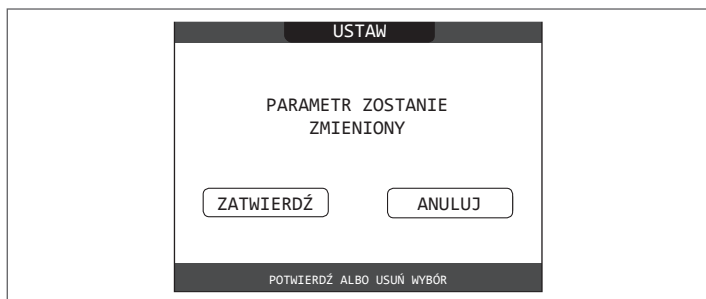 USTAW
PARAMETR ZOSTANIE
ZMIENIONY
ZATWIERDŹ
ANULUJ
POTWIERDŹ ALBO USUŃ WYBÓR